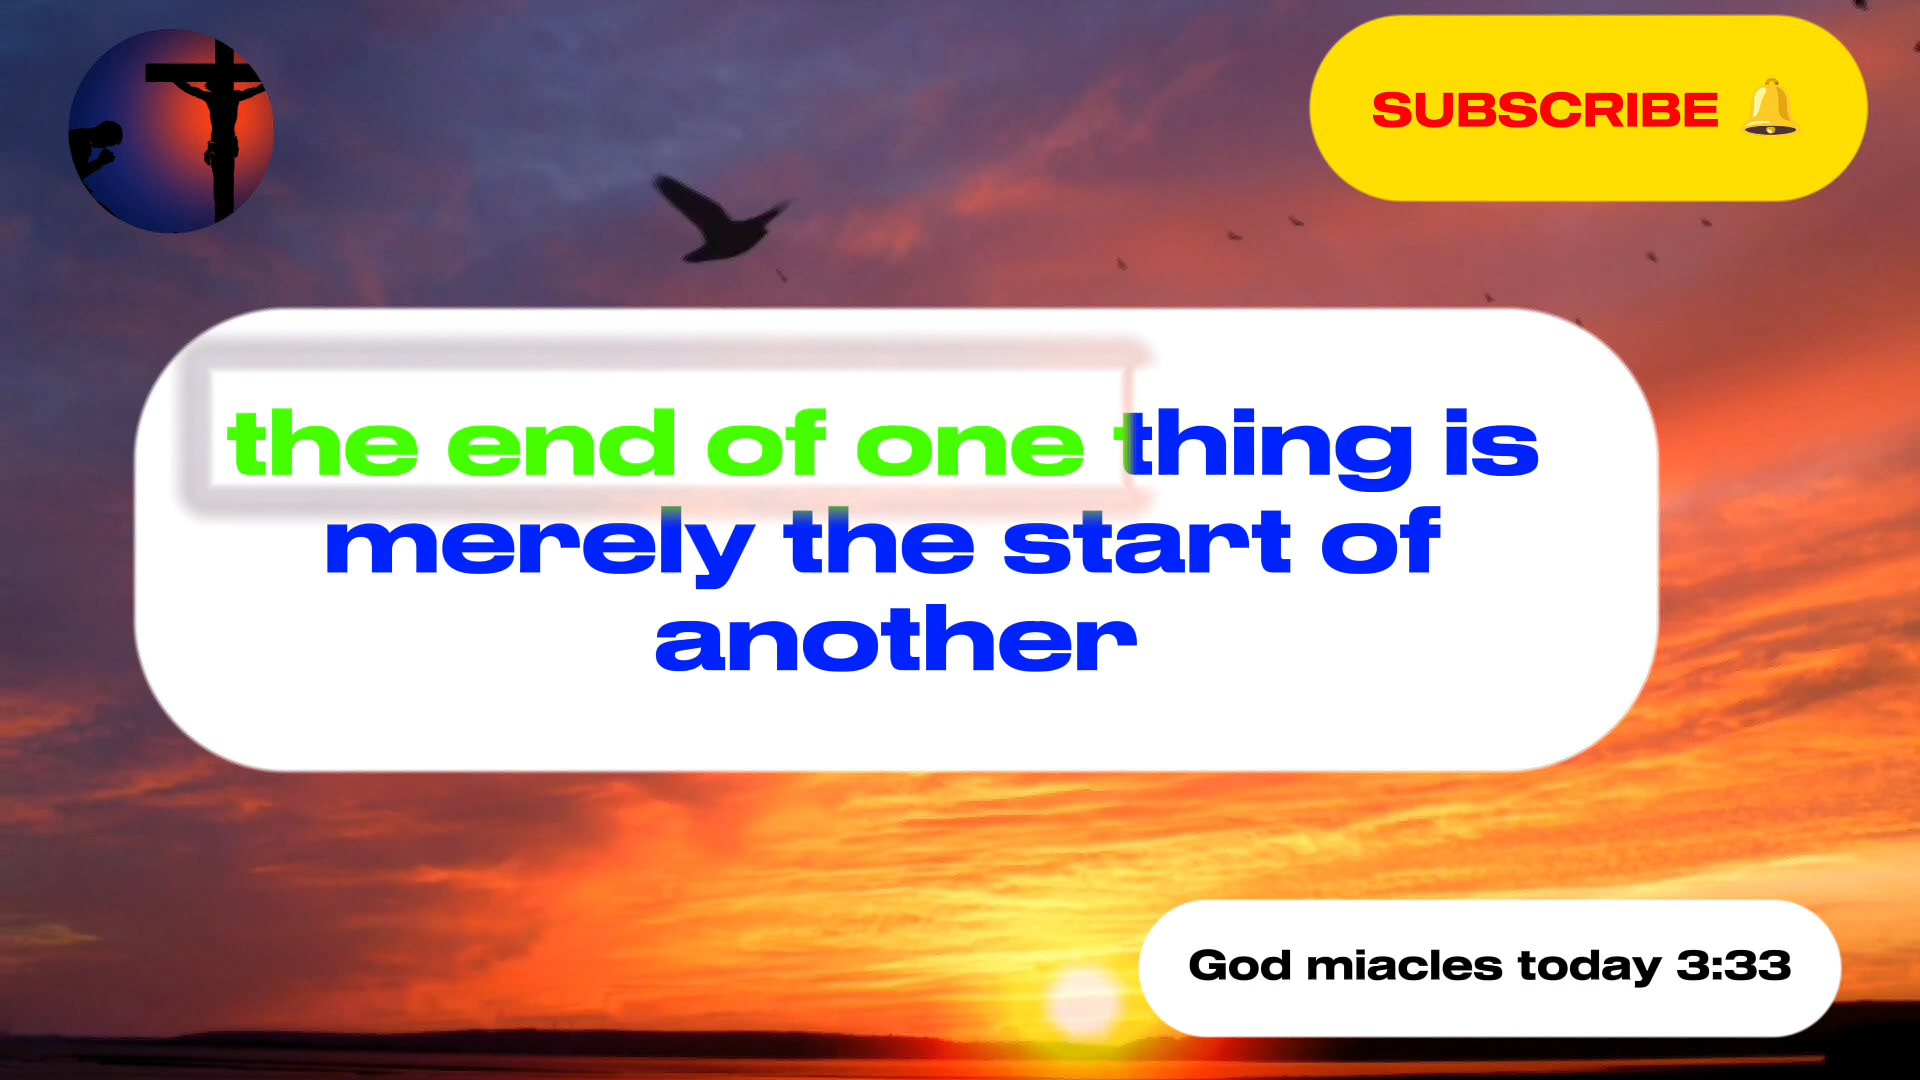 SUBSCRIBE 🔔
the end of one thing is
merely the start of
another
God miacles today 3:33